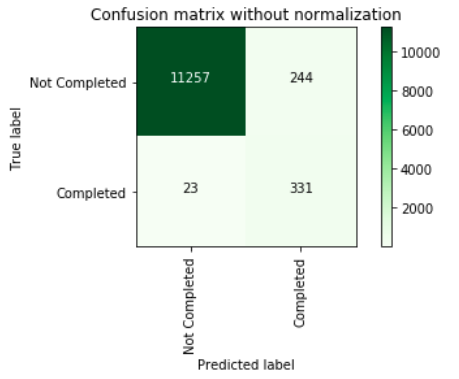 Confusion matrix without normalization
True label
Not Completed
11257
244
Completed
23
331
10000
8000
6000
4000
2000
Not Completed
Completed
Predicted label